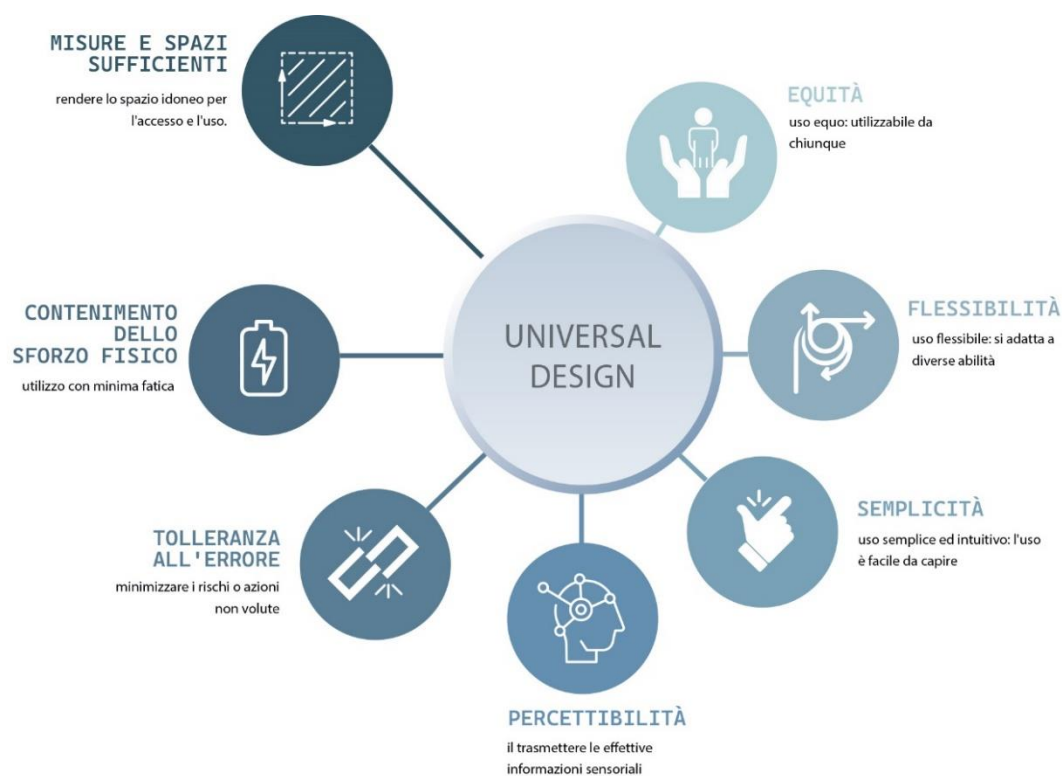 MISURE E SPAZI
SUFFICIENTI
rendere lo spazio idoneo per
l'accesso e l'uso.
EQUITÀ
uso equo: utilizzabile da
chiunque
CONTENIMENTO
DELLO
SFORZO FISICO
utilizzo con minima fatica
UNIVERSAL
DESIGN
FLESSIBILITÀ
uso flessibile: si adatta a
diverse abilità
TOLLERANZA
ALL'ERRORE
minimizzare i rischi o azioni
non volute
SEMPLICITÀ
uso semplice ed intuitivo: l'uso
è facile da capire
PERCETTIBILITÀ
il trasmettere le effettive
informazioni sensoriali